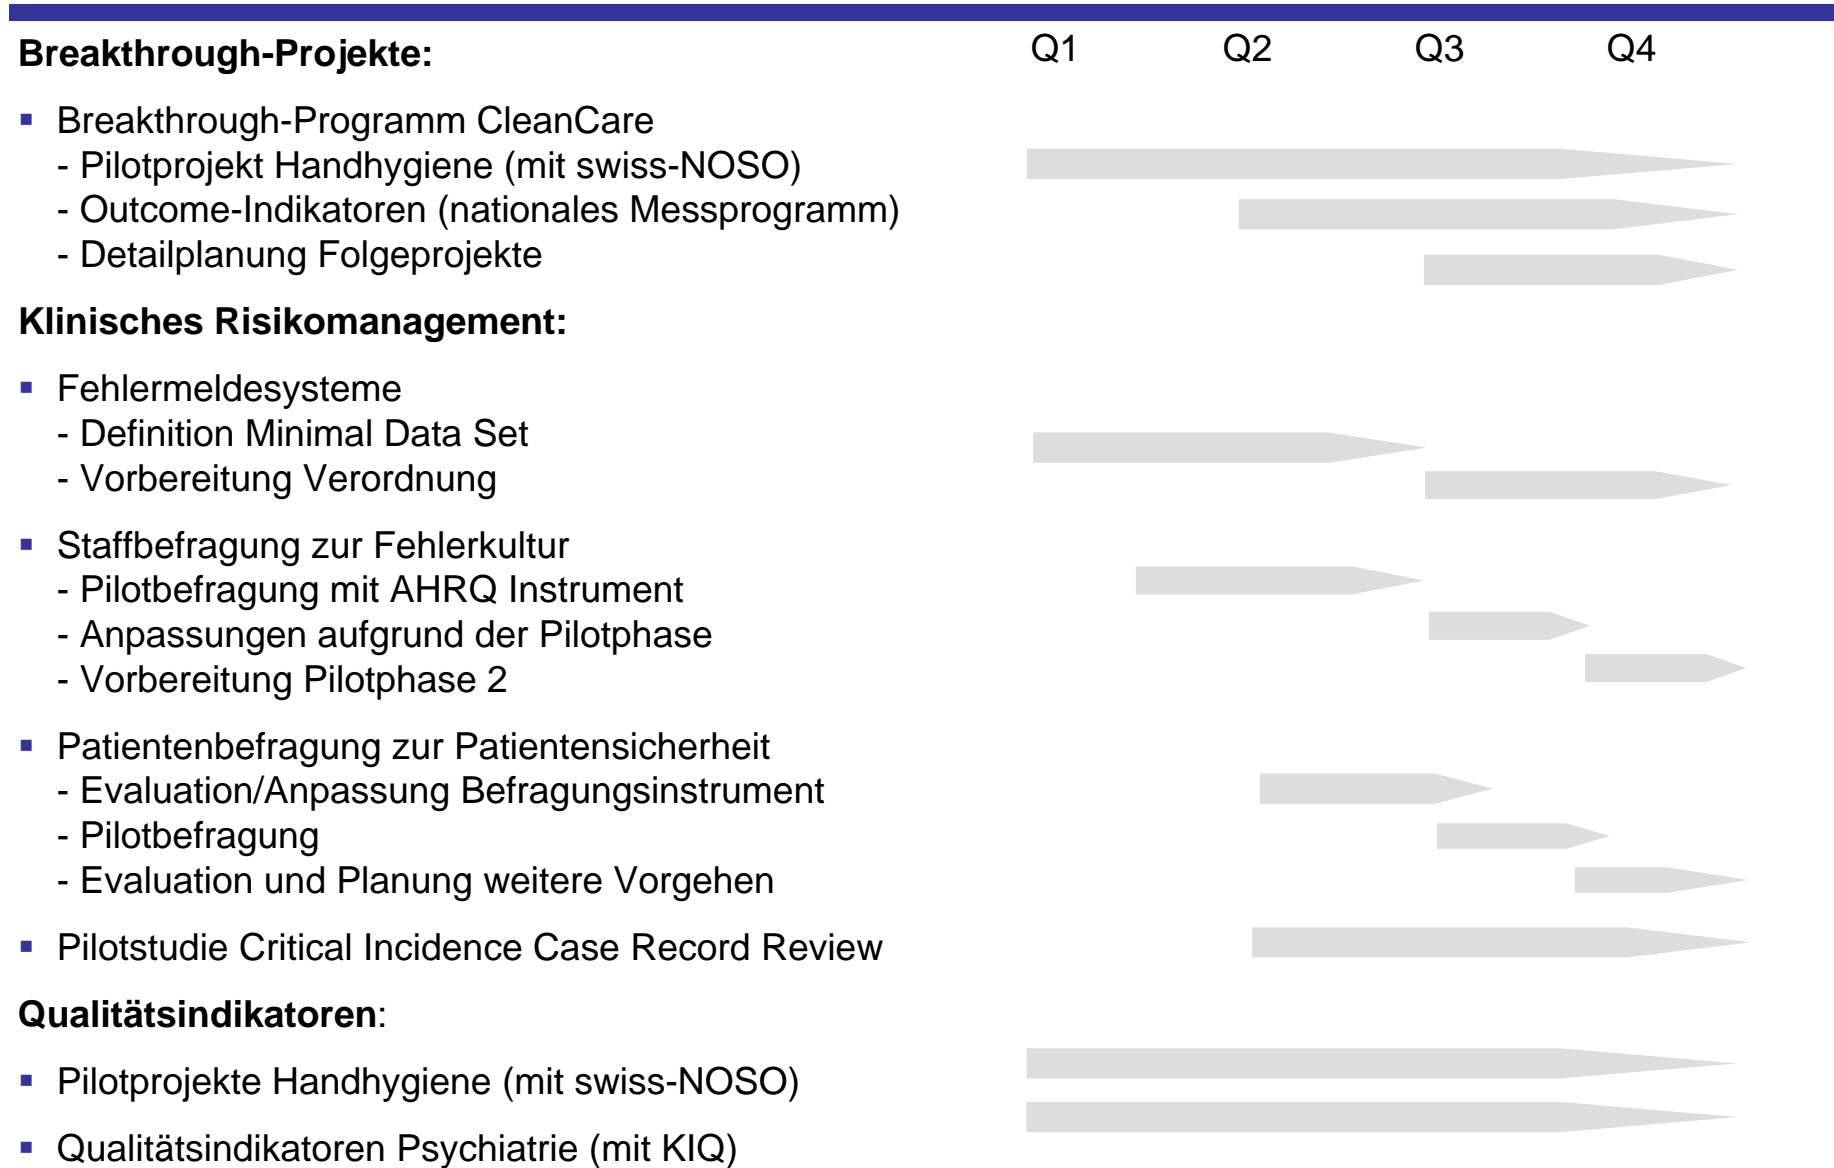 Breakthrough-Projekte: Q1 Q2 Q3 Q4
▪ Breakthrough-Programm CleanCare
- Pilotprojekt Handhygiene (mit swiss-NOSO)
- Outcome-Indikatoren (nationales Messprogramm)
- Detailplanung Folgeprojekte
Klinisches Risikomanagement:
▪ Fehlermeldesysteme
- Definition Minimal Data Set
- Vorbereitung Verordnung
▪ Staffbefragung zur Fehlerkultur
- Pilotbefragung mit AHRQ Instrument
- Anpassungen aufgrund der Pilotphase
- Vorbereitung Pilotphase 2
▪ Patientenbefragung zur Patientensicherheit
- Evaluation/Anpassung Befragungsinstrument
- Pilotbefragung
- Evaluation und Planung weitere Vorgehen
▪ Pilotstudie Critical Incidence Case Record Review
Qualitätsindikatoren:
▪ Pilotprojekte Handhygiene (mit swiss-NOSO)
▪ Qualitätsindikatoren Psychiatrie (mit KIQ)